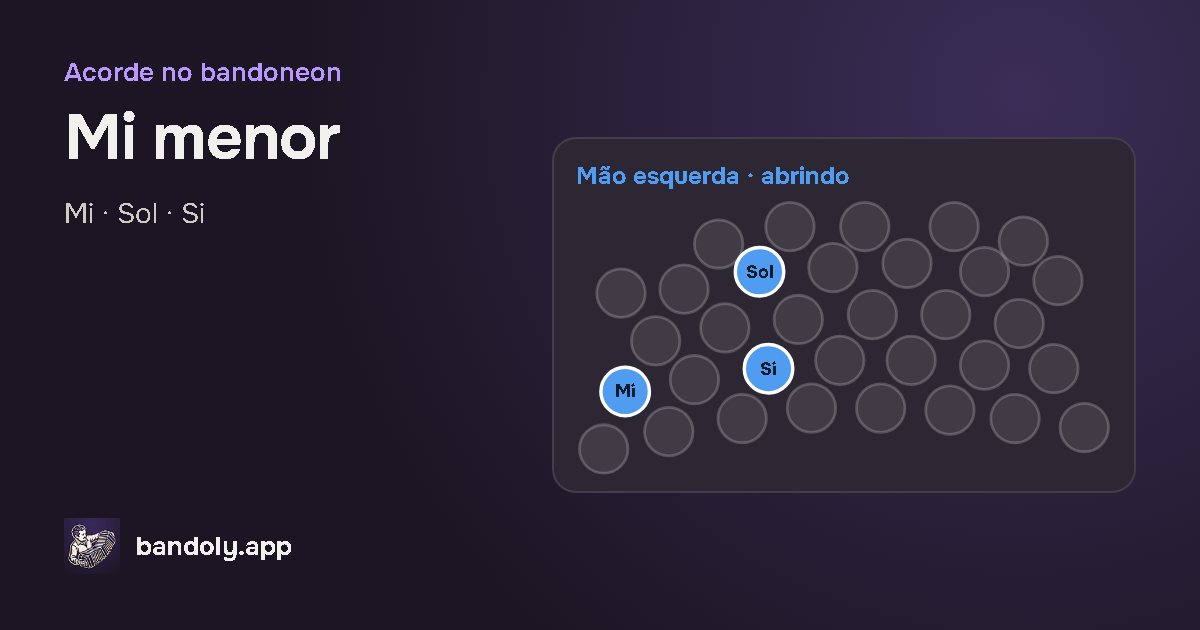 Acorde no bandoneon
Mi menor
Mi · Sol · Si
Mão esquerda · abrindo
Sol
Si
Mi
bandoly.app